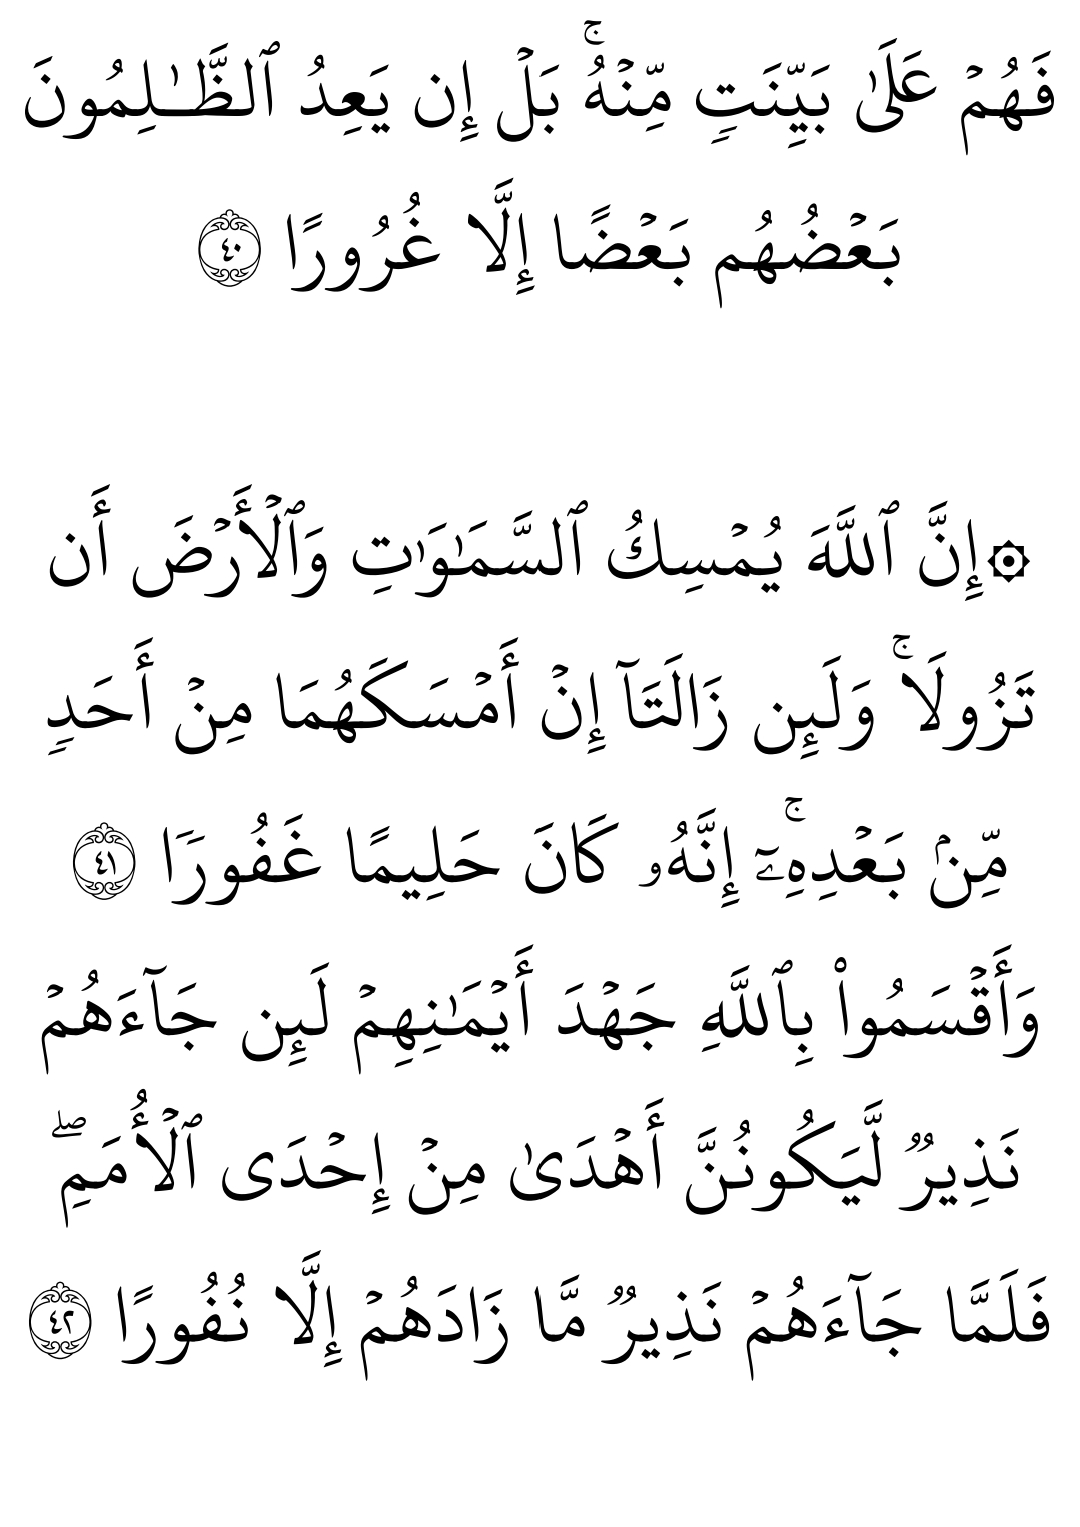 فَهُمۡ عَلَىٰ بَيِّنَتٖ مِّنۡهُۚ بَلۡ إِن يَعِدُ ٱلظَّـٰلِمُونَ
بَعۡضُهُم بَعۡضًا إِلَّا غُرُورًا ٤٠
۞إِنَّ ٱللَّهَ يُمۡسِكُ ٱلسَّمَـٰوَٰتِ وَٱلۡأَرۡضَ أَن
تَزُولَاۚ وَلَئِن زَالَتَآ إِنۡ أَمۡسَكَهُمَا مِنۡ أَحَدٖ
مِّنۢ بَعۡدِهِۦٓۚ إِنَّهُۥ كَانَ حَلِيمًا غَفُورٗا ٤١
وَأَقۡسَمُواْ بِٱللَّهِ جَهۡدَ أَيۡمَـٰنِهِمۡ لَئِن جَآءَهُمۡ
نَذِيرٞ لَّيَكُونُنَّ أَهۡدَىٰ مِنۡ إِحۡدَى ٱلۡأُمَمِۖ
فَلَمَّا جَآءَهُمۡ نَذِيرٞ مَّا زَادَهُمۡ إِلَّا نُفُورًا ٤٢